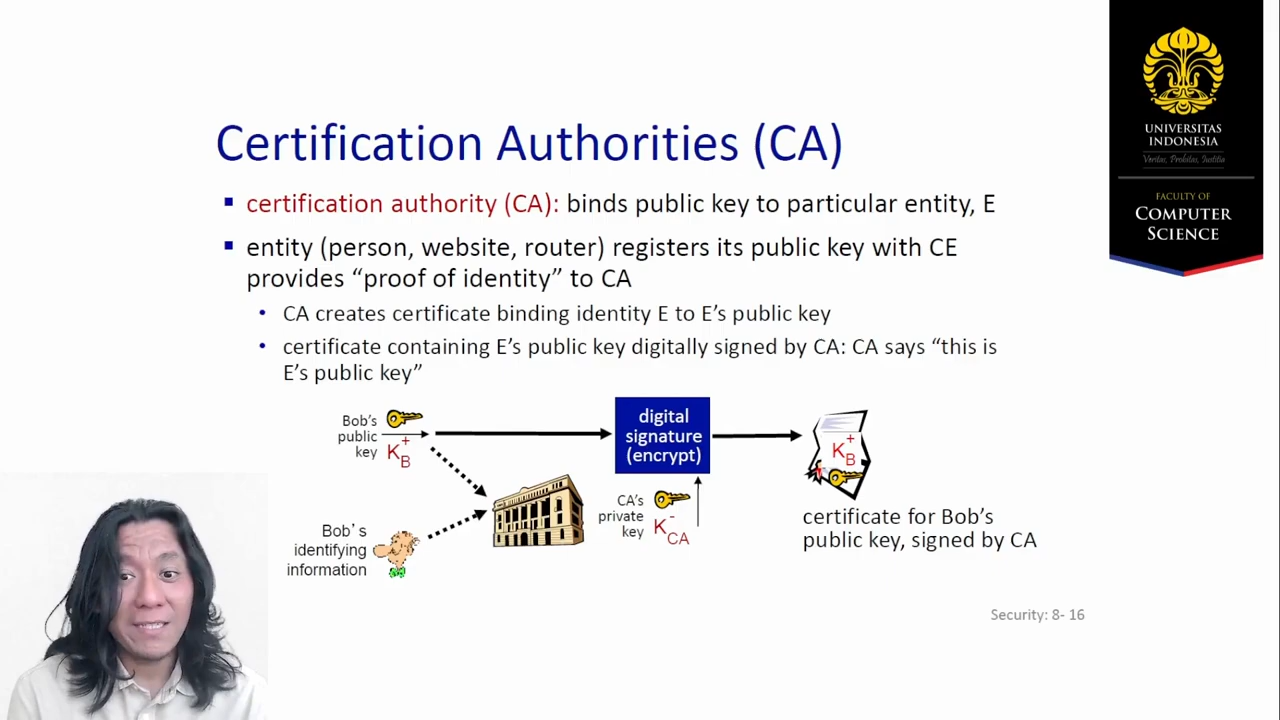 Certification Authorities (CA)
▪ certification authority (CA): binds public key to particular entity, E
▪ entity (person, website, router) registers its public key with CE
provides “proof of identity” to CA
• CA creates certificate binding identity E to E’s public key
• certificate containing E’s public key digitally signed by CA: CA says “this is
E’s public key”
Bob’s
public
key
K+B
Bob’s
identifying
information
digital
signature
(encrypt)
CA’s
private
key
K-CA
K+B
certificate for Bob’s
public key, signed by CA
Security: 8- 16
UNIVERSITAS
INDONESIA
Veritas, Probitas, Iustitia
FACULTY OF
COMPUTER
SCIENCE